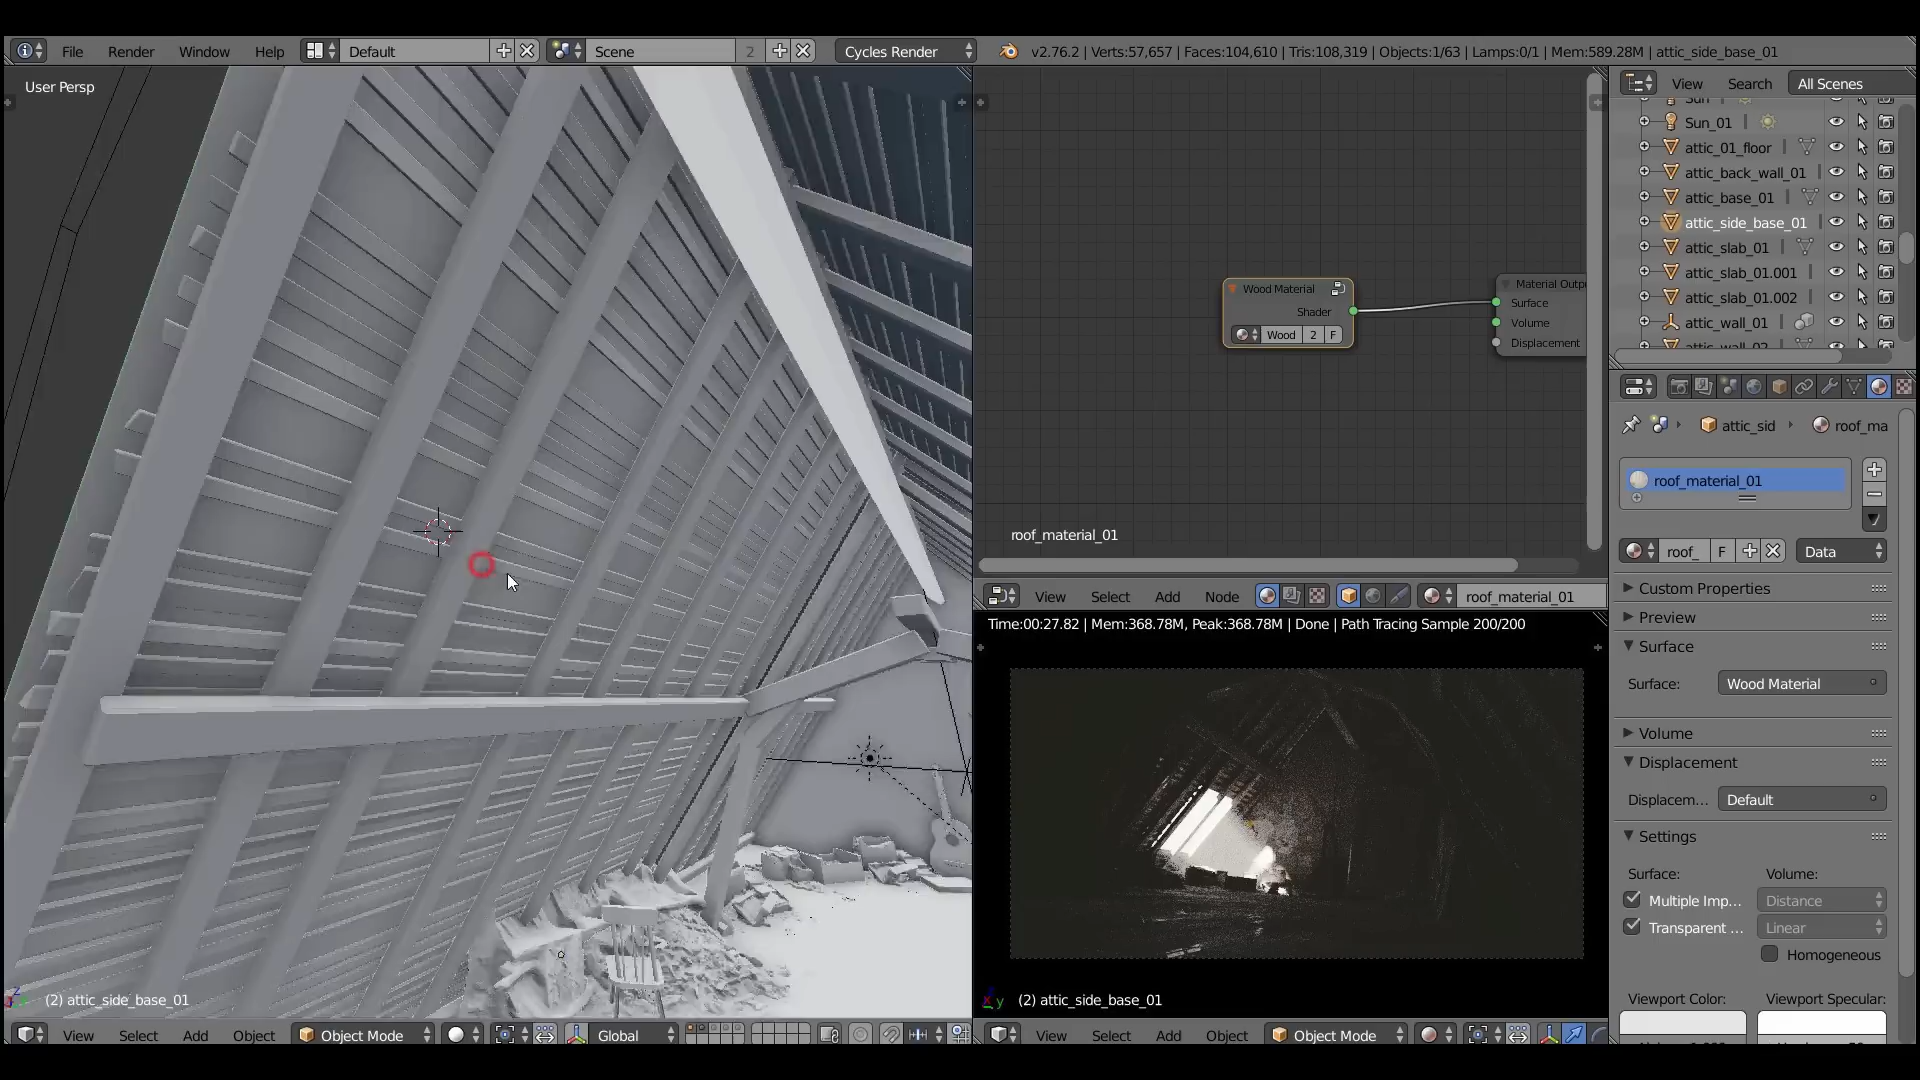 File Render Window Help Default Scene 2 Cycles Render v2.76.2 | Verts:57,657 | Faces:104,610 | Tris:108,319 | Objects:1/63 | Lamps:0/1 | Mem:589.28M | attic_side_base_01
User Persp
(2) attic_side_base_01
View Select Add Object Object Mode Global
Wood Material
Shader
Wood 2 F
Material Outp
Surface
Volume
Displacement
roof_material_01
View Select Add Node roof_material_01
Time:00:27.82 | Mem:368.78M, Peak:368.78M | Done | Path Tracing Sample 200/200
(2) attic_side_base_01
View Select Add Object Object Mode
View Search All Scenes
Sun
Sun_01
attic_01_floor
attic_back_wall_01
attic_base_01
attic_side_base_01
attic_slab_01
attic_slab_01.001
attic_slab_01.002
attic_wall_01
attic_wall_02
attic_sid roof_ma
roof_material_01
roof_ F Data
Custom Properties
Preview
Surface
Surface: Wood Material
Volume
Displacement
Displacem... Default
Settings
Surface: Volume:
Multiple Imp... Distance
Transparent ... Linear
Homogeneous
Viewport Color: Viewport Specular: